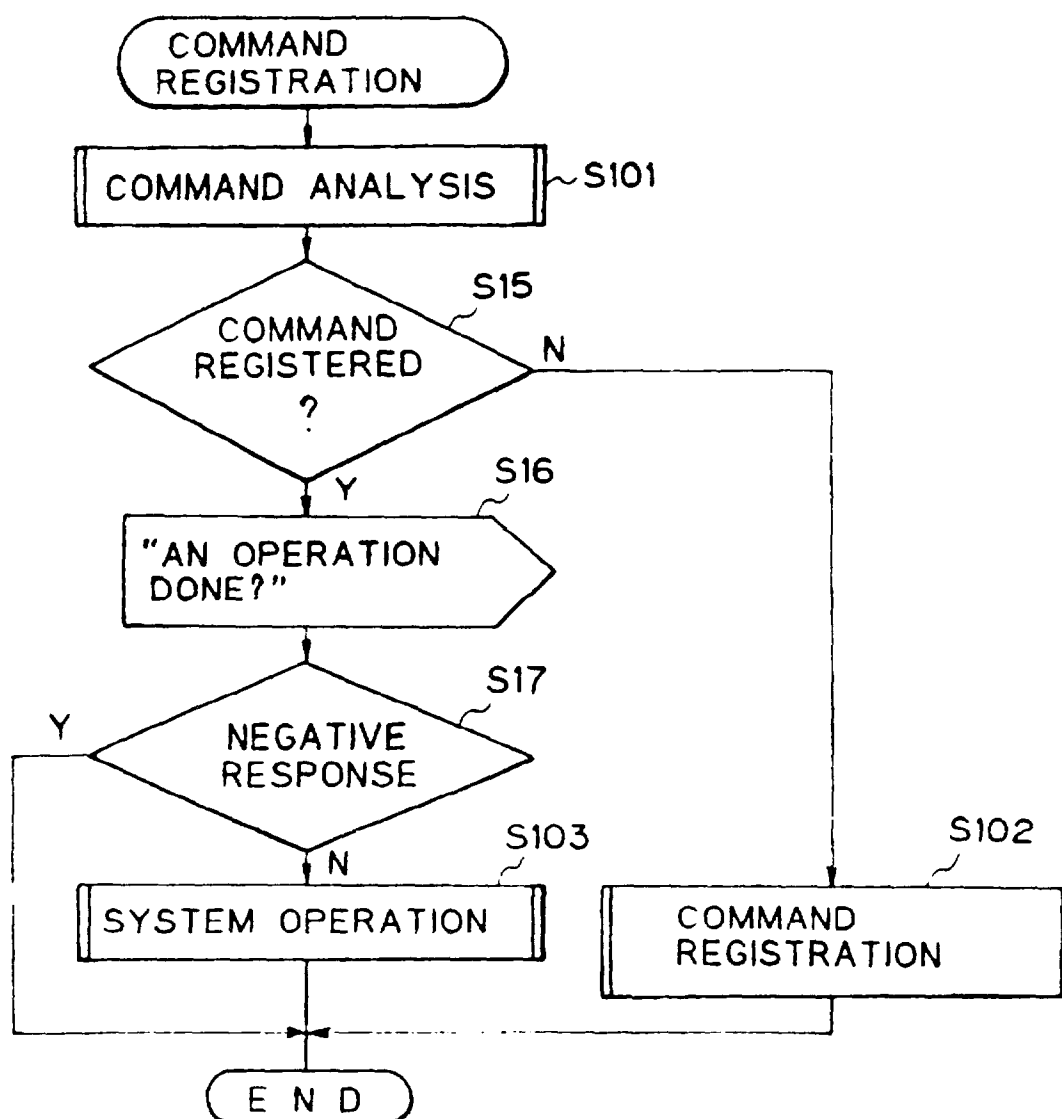 COMMAND
REGISTRATION
COMMAND ANALYSIS
S101
S15
COMMAND
REGISTERED
?
N
Y
S16
"AN OPERATION
DONE?"
S17
Y
NEGATIVE
RESPONSE
N
S103
SYSTEM OPERATION
S102
COMMAND
REGISTRATION
END